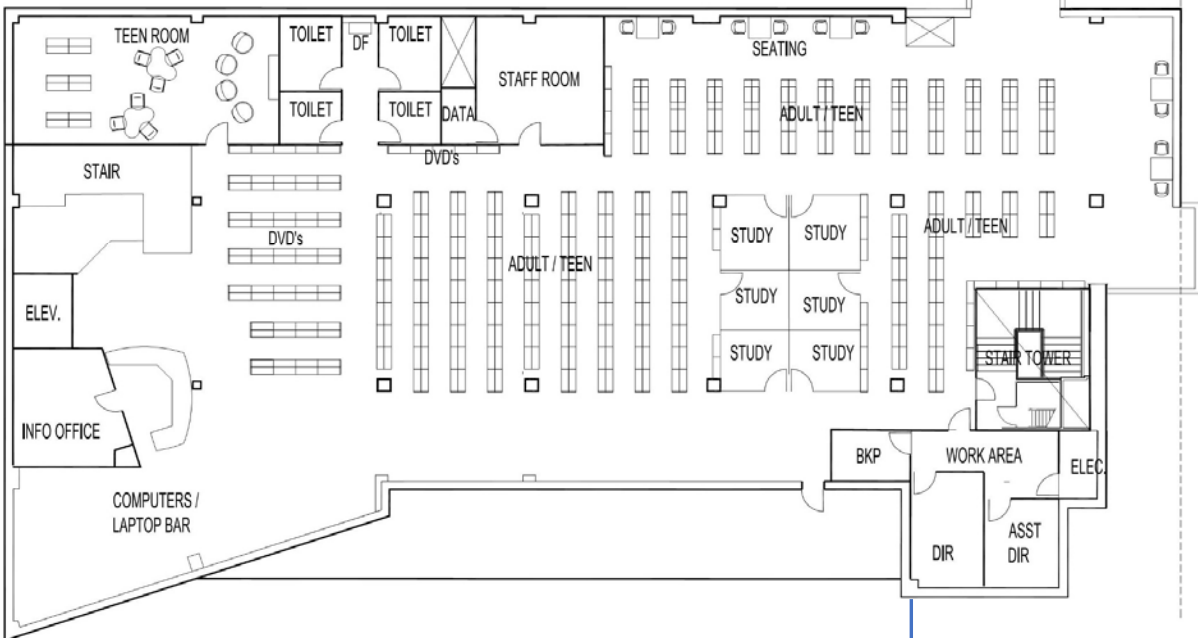 TEEN ROOM
TOILET
DF
TOILET
STAFF ROOM
SEATING
TOILET
TOILET
DATA
ADULT / TEEN
DVD's
STAIR
DVD's
ADULT / TEEN
STUDY
STUDY
ADULT / TEEN
STUDY
STUDY
ELEV.
STUDY
STUDY
STAIR TOWER
INFO OFFICE
BKP
WORK AREA
ELEC.
COMPUTERS /
LAPTOP BAR
DIR
ASST
DIR